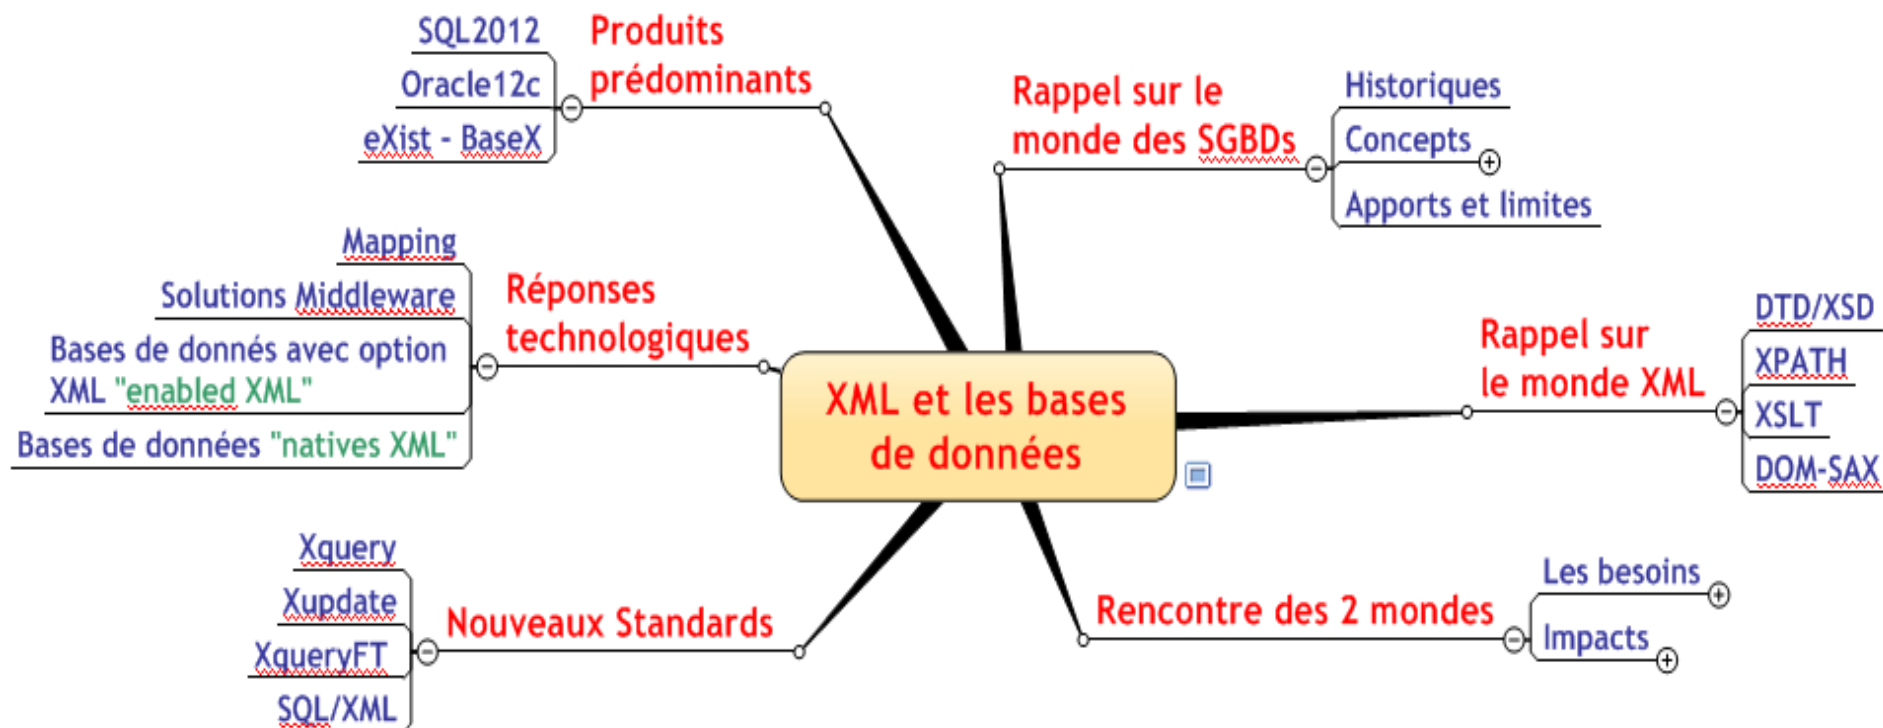 XML et les bases
de données
Rappel sur le
monde des SGBDs
Historiques
Concepts
Apports et limites
Rappel sur
le monde XML
DTD/XSD
XPATH
XSLT
DOM-SAX
Rencontre des 2 mondes
Les besoins
Impacts
Nouveaux Standards
Xquery
Xupdate
XqueryFT
SQL/XML
Réponses
technologiques
Mapping
Solutions Middleware
Bases de donnés avec option
XML "enabled XML"
Bases de données "natives XML"
Produits
prédominants
SQL2012
Oracle12c
eXist - BaseX